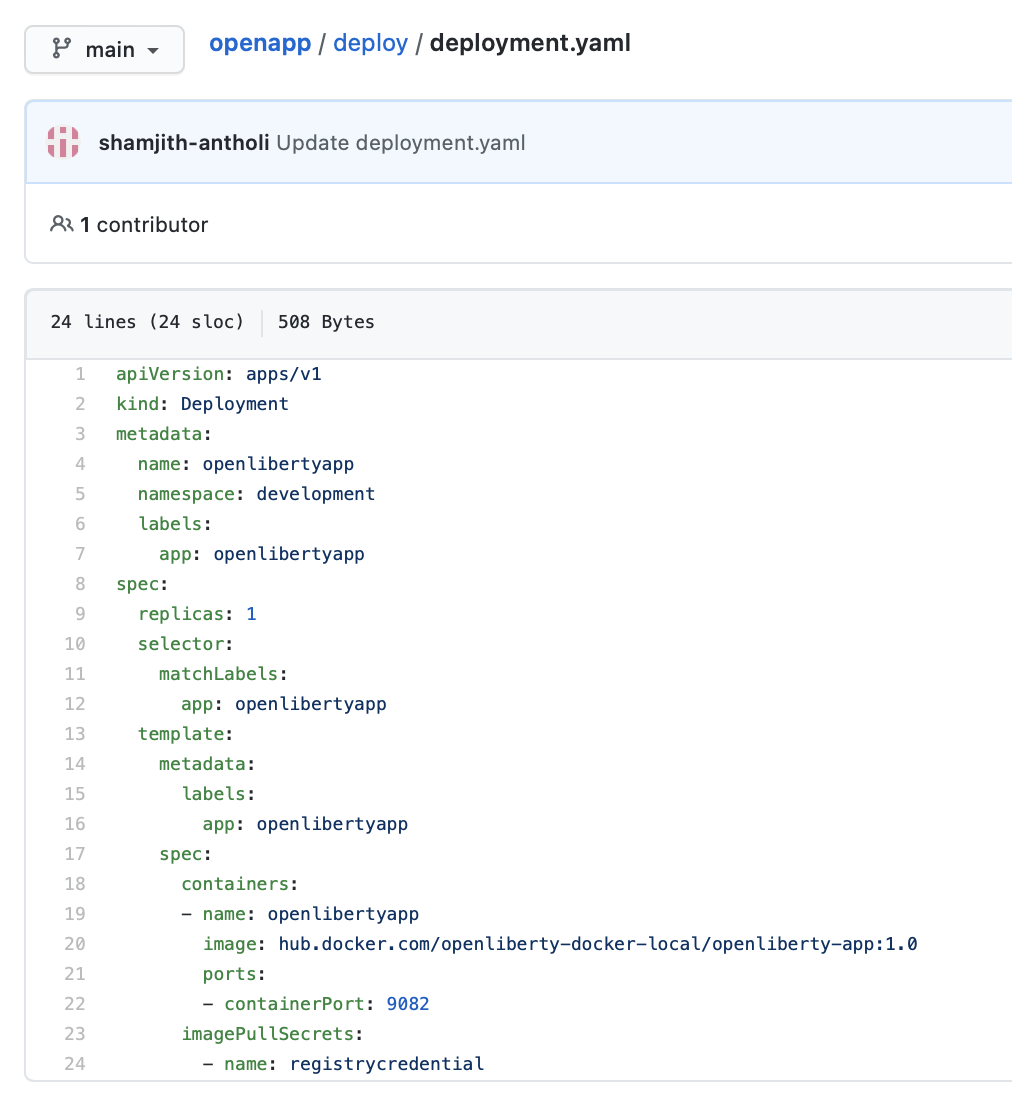 main
openapp / deploy / deployment.yaml
shamjith-antholi Update deployment.yaml
1 contributor
24 lines (24 sloc) 508 Bytes
1 apiVersion: apps/v1
2 kind: Deployment
3 metadata:
4   name: openlibertyapp
5   namespace: development
6   labels:
7     app: openlibertyapp
8 spec:
9   replicas: 1
10   selector:
11     matchLabels:
12       app: openlibertyapp
13   template:
14     metadata:
15       labels:
16         app: openlibertyapp
17     spec:
18       containers:
19       - name: openlibertyapp
20         image: hub.docker.com/openliberty-docker-local/openliberty-app:1.0
21         ports:
22         - containerPort: 9082
23       imagePullSecrets:
24         - name: registrycredential